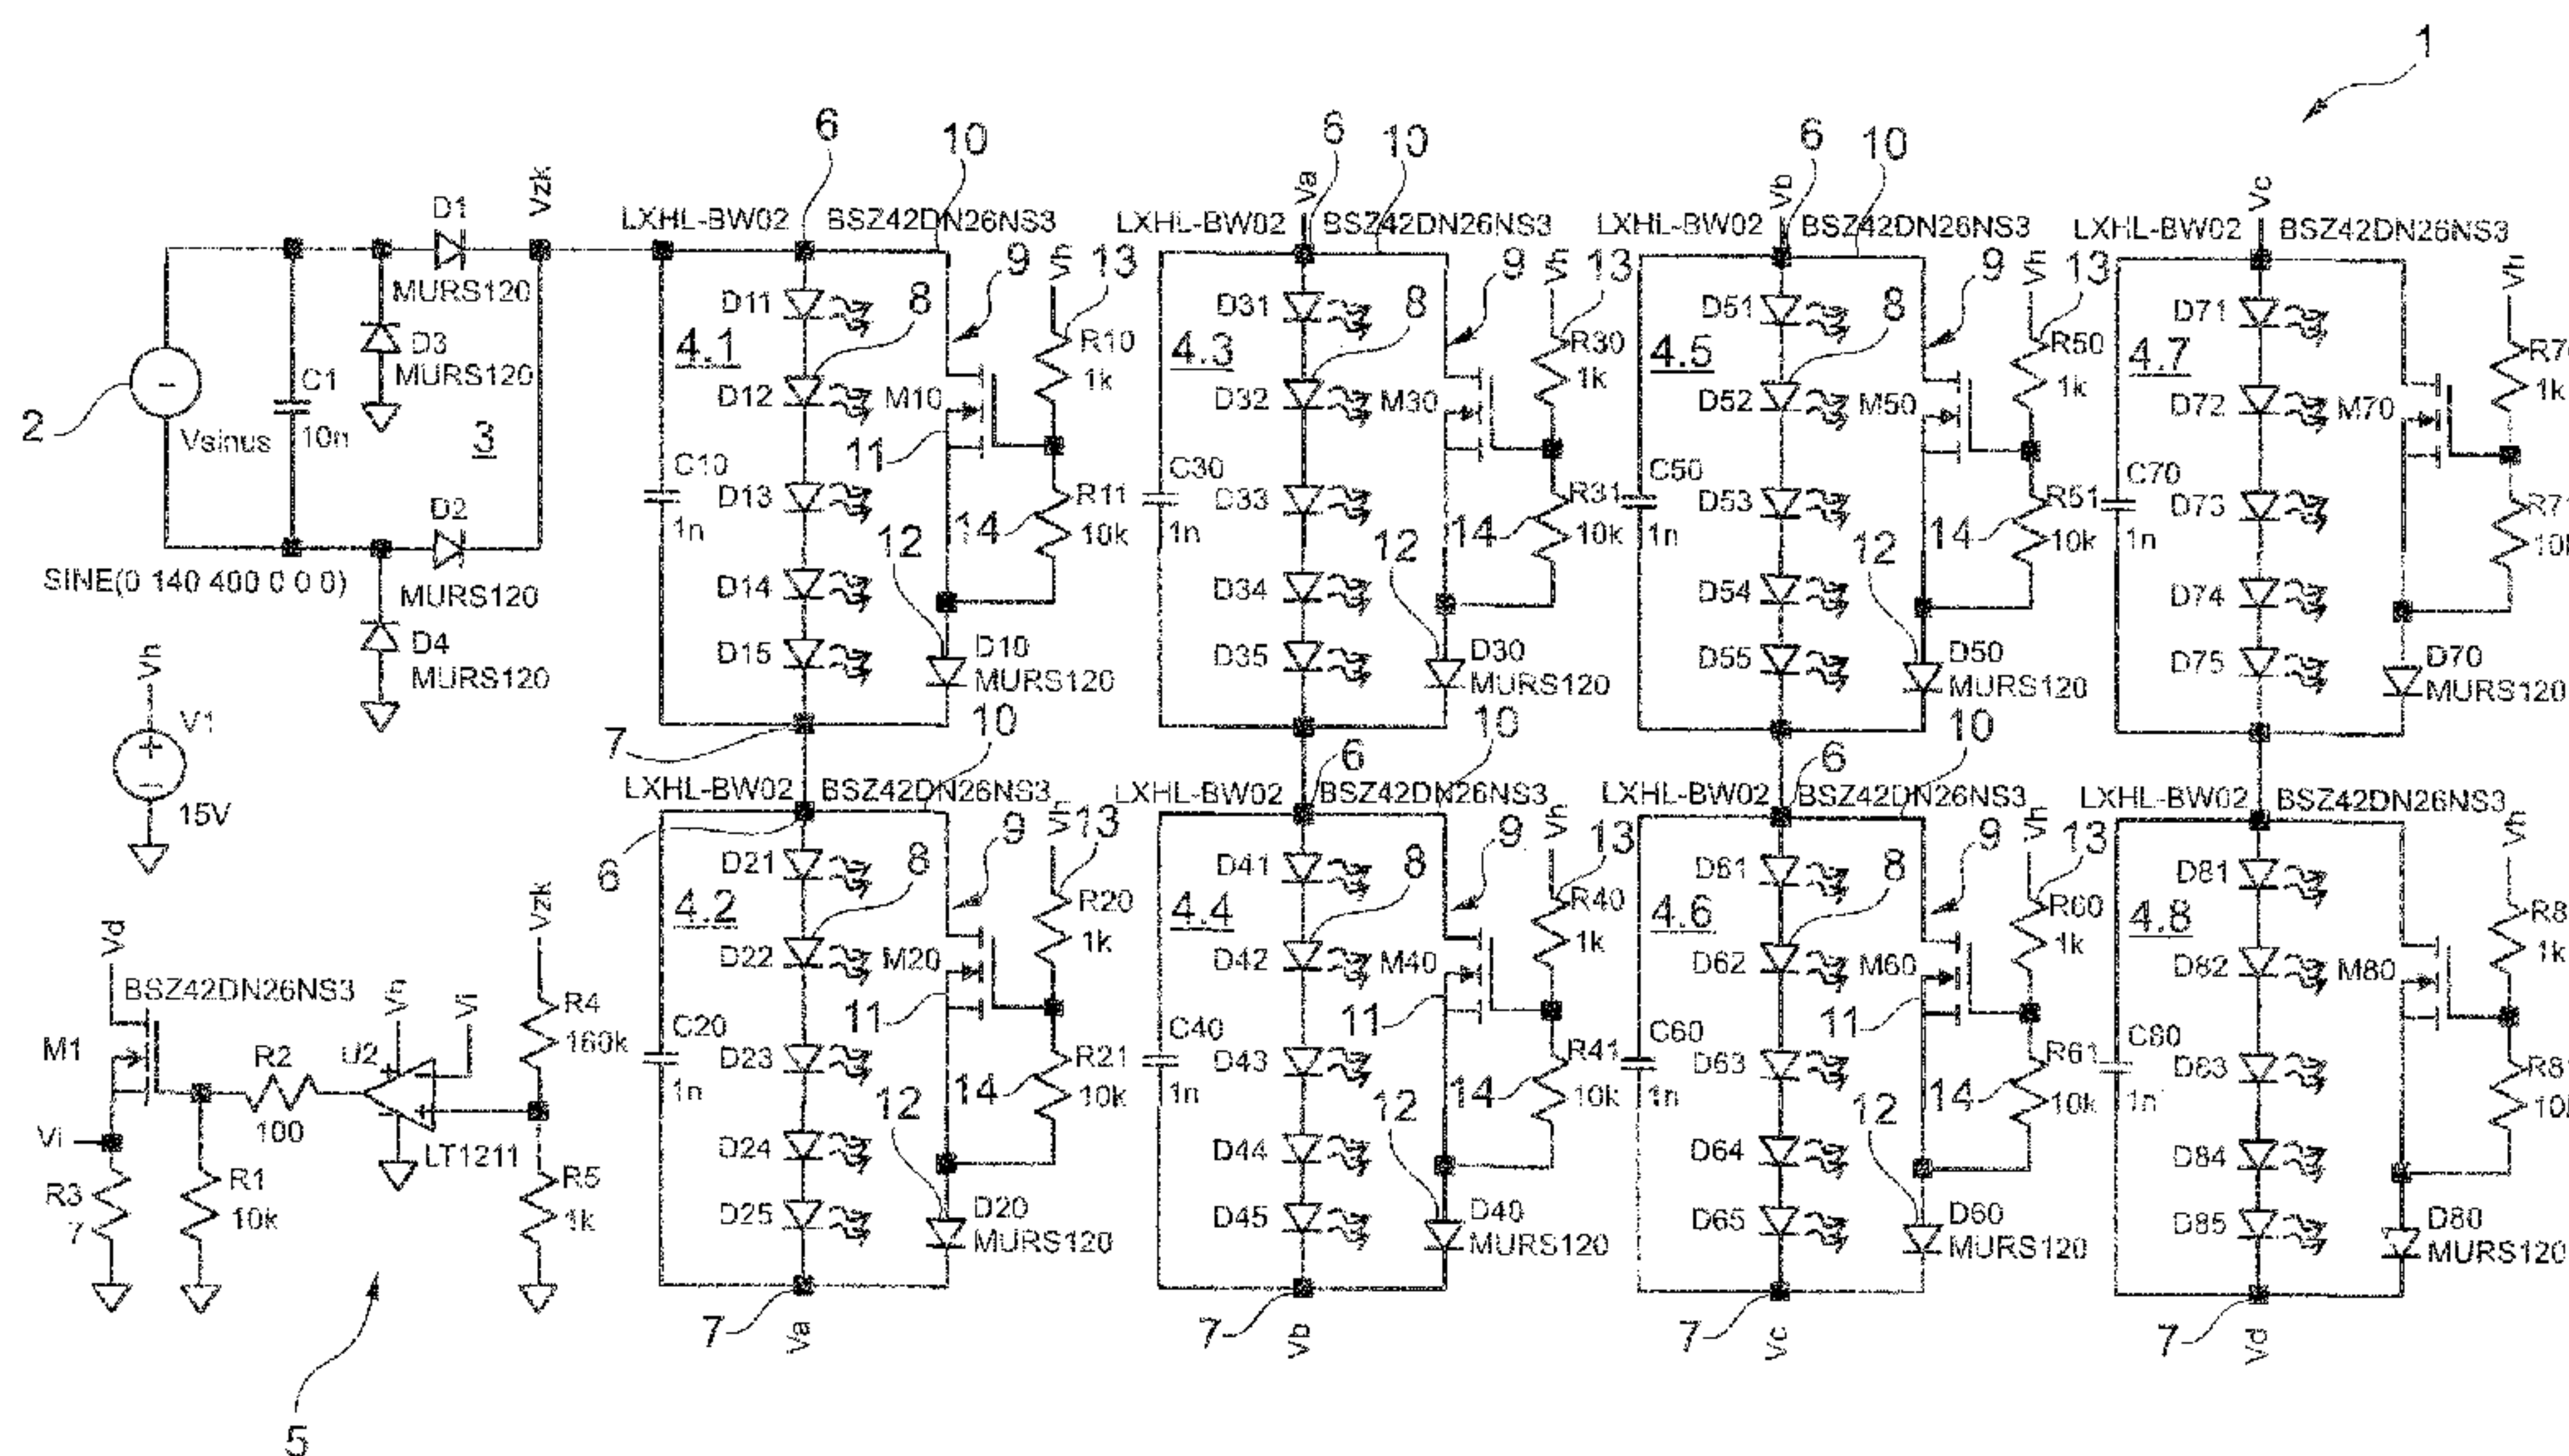 1
2
Vsinus
SINE(0 140 400 0 0 0)
C1
10n
D1
MURS120
D3
MURS120
3
D2
MURS120
D4
MURS120
Vzk
Vh
V1
15V
Vd
BSZ42DN26NS3
M1
Vi
R3
7
R2
100
R1
10k
U2
Vh
Vi
LT1211
Vzk
R4
160k
R5
1k
5
6
10
LXHL-BW02
BSZ42DN26NS3
4.1
C10
1n
D11
D12
D13
D14
D15
8
9
M10
11
12
Vh
13
R10
1k
R11
10k
14
D10
MURS120
7
10
LXHL-BW02
BSZ42DN26NS3
6
4.2
C20
1n
D21
D22
D23
D24
D25
8
9
M20
11
12
Vh
13
R20
1k
R21
10k
14
D20
MURS120
7
Va
Va
6
10
LXHL-BW02
BSZ42DN26NS3
4.3
C30
1n
D31
D32
D33
D34
D35
8
9
M30
12
Vh
13
R30
1k
R31
10k
14
D30
MURS120
10
6
LXHL-BW02
BSZ42DN26NS3
4.4
C40
1n
D41
D42
D43
D44
D45
8
9
M40
11
12
Vh
13
R40
1k
R41
10k
14
D40
MURS120
7
Vb
Vb
6
10
LXHL-BW02
BSZ42DN26NS3
4.5
C50
1n
D51
D52
D53
D54
D55
8
9
M50
12
Vh
13
R50
1k
R51
10k
14
D50
MURS120
10
6
LXHL-BW02
BSZ42DN26NS3
4.6
C60
1n
D61
D62
D63
D64
D65
8
9
M60
11
12
Vh
13
R60
1k
R61
10k
14
D60
MURS120
7
Vc
Vc
LXHL-BW02
BSZ42DN26NS3
4.7
C70
1n
D71
D72
D73
D74
D75
M70
Vh
1k
D70
MURS120
LXHL-BW02
BSZ42DN26NS3
4.8
C80
1n
D81
D82
D83
D84
D85
M80
Vh
1k
D80
MURS120
7
Vd